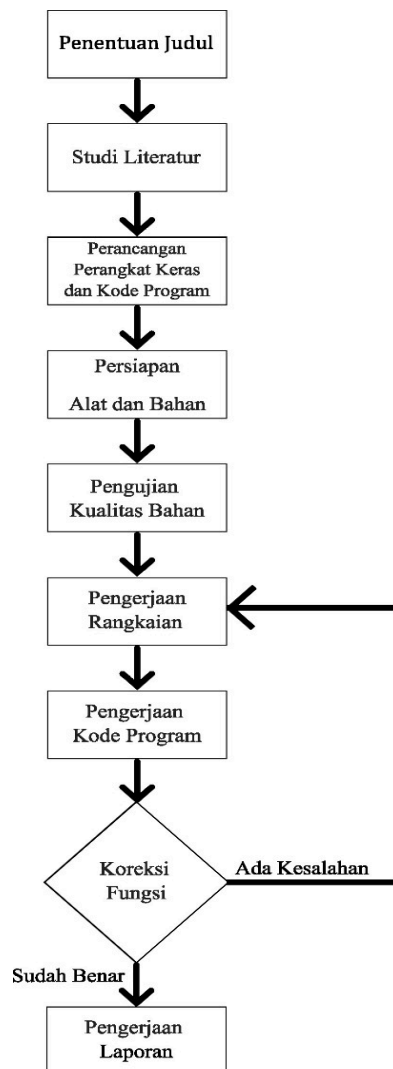 Penentuan Judul
Studi Literatur
Perancangan
Perangkat Keras
dan Kode Program
Persiapan
Alat dan Bahan
Pengujian
Kualitas Bahan
Pengerjaan
Rangkaian
Pengerjaan
Kode Program
Koreksi
Fungsi
Ada Kesalahan
Sudah Benar
Pengerjaan
Laporan